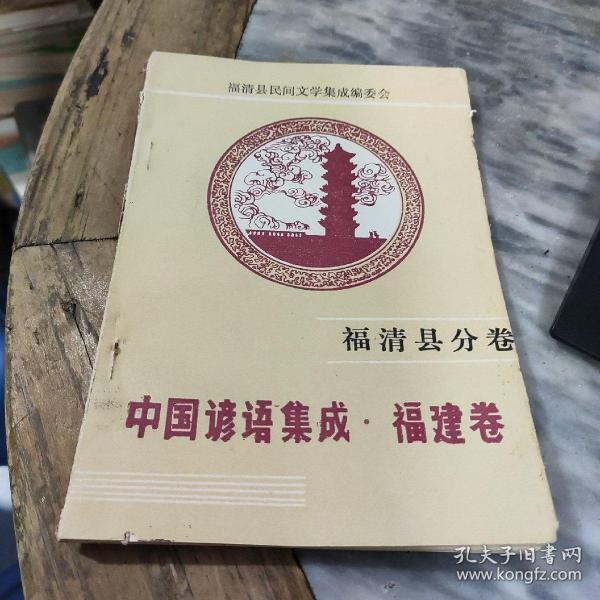 福清县民间文学集成编委会
福清县分卷
中国谚语集成·福建卷
孔夫子旧书网
www.kongfz.com